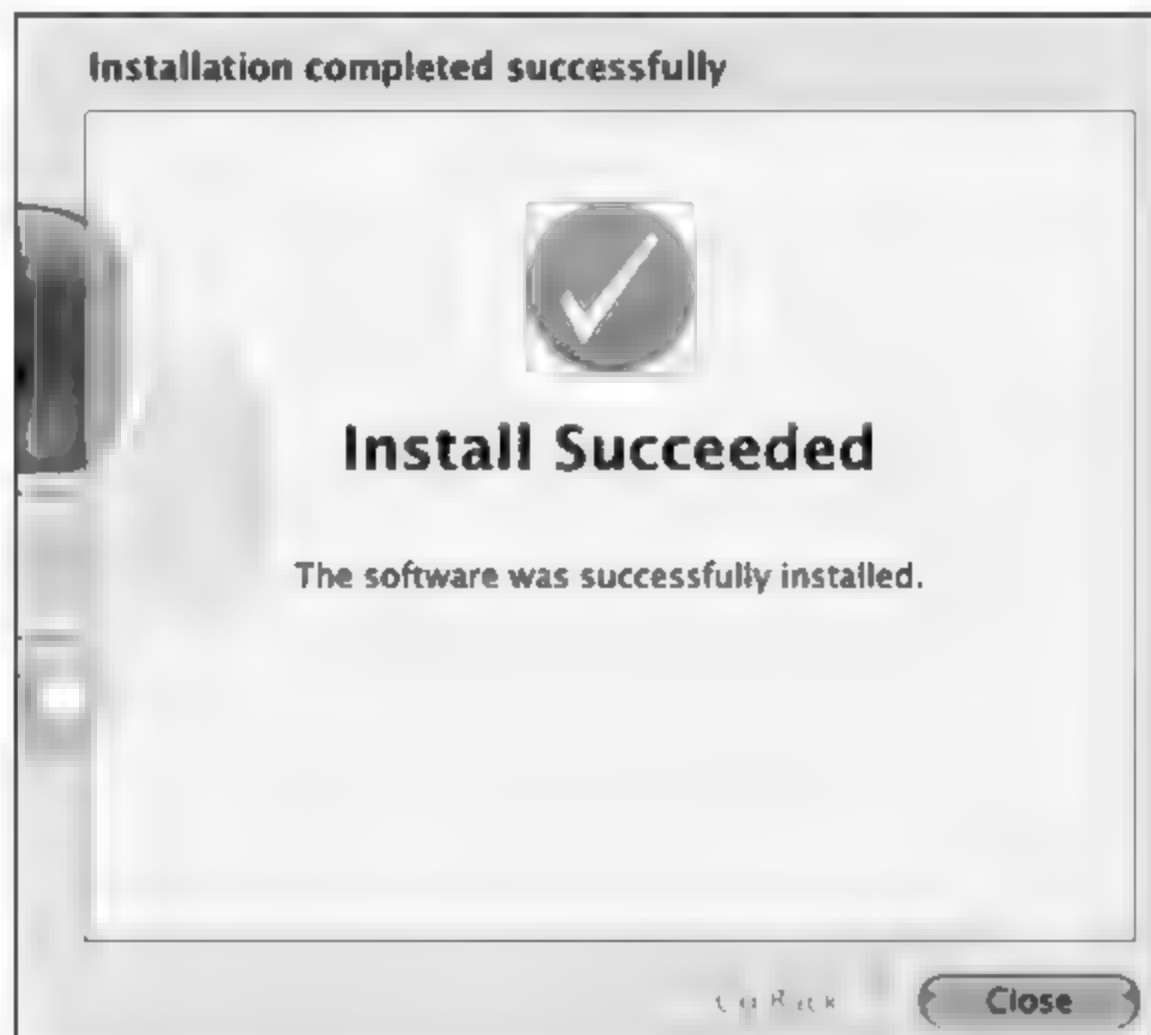 Installation completed successfully
Install Succeeded
The software was successfully installed.
Close